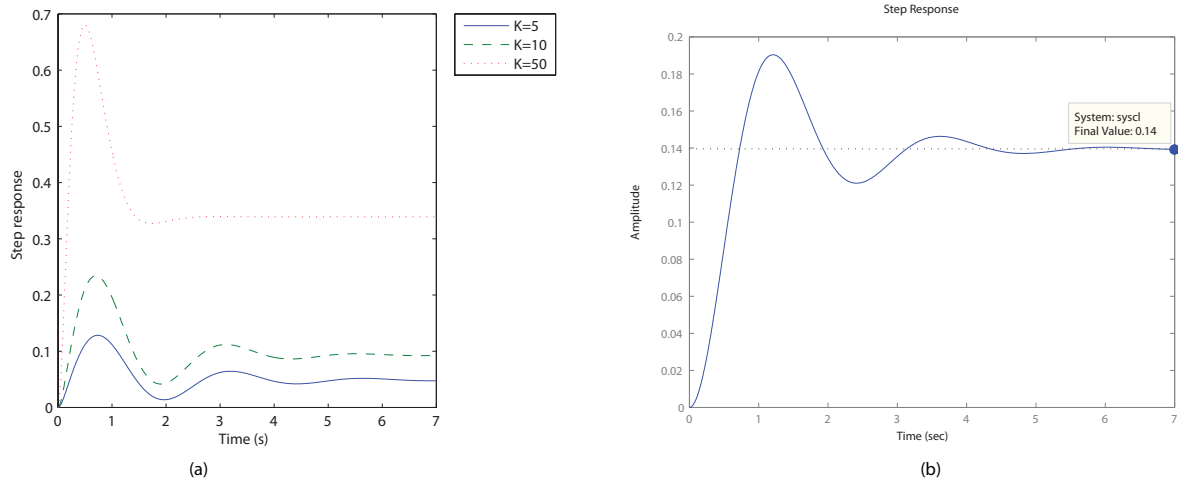 0.7
0.6
0.5
0.4
0.3
0.2
0.1
0
Step response
0
1
2
3
4
5
6
7
Time (s)
K=5
K=10
K=50
(a)
Step Response
0.2
0.18
0.16
0.14
0.12
0.1
0.08
0.06
0.04
0.02
0
Amplitude
System: syscl
Final Value: 0.14
0
1
2
3
4
5
6
7
Time (sec)
(b)